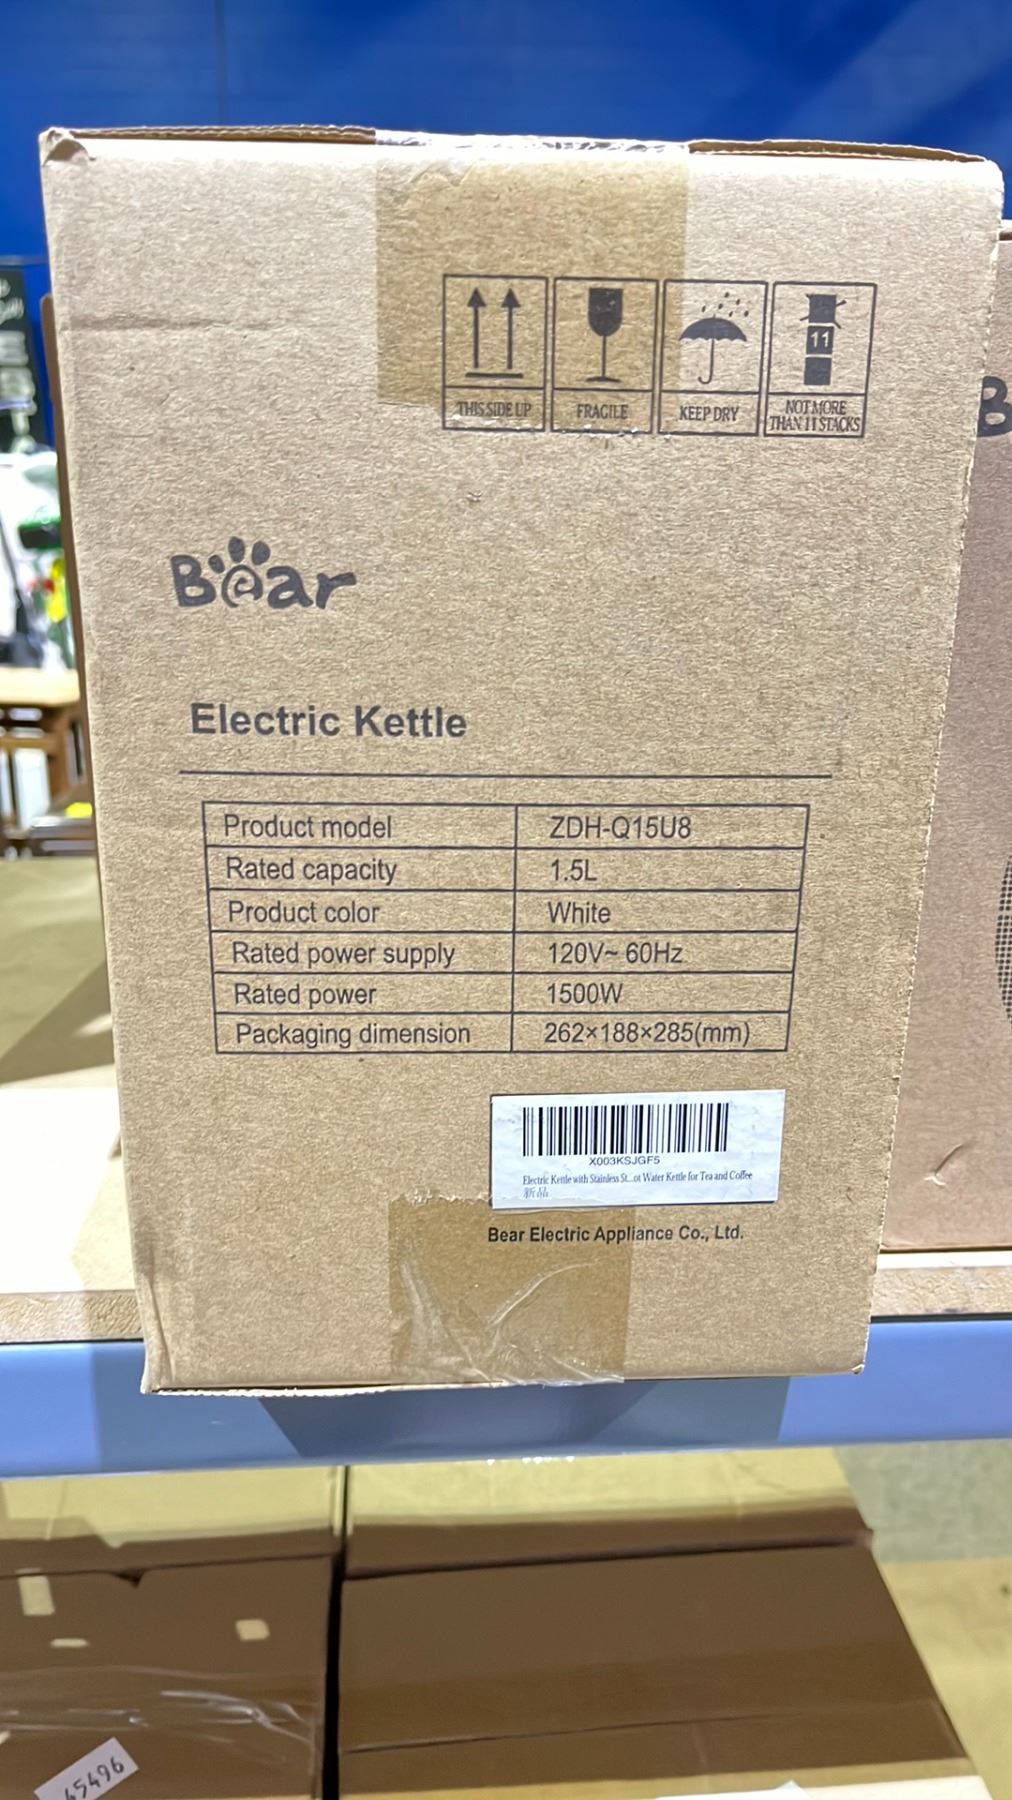 11
THIS SIDE UP
FRAGILE
KEEP DRY
NOT MORE
THAN 11 STACKS
Bear
Electric Kettle
Product model ZDH-Q15U8
Rated capacity 1.5L
Product color White
Rated power supply 120V~ 60Hz
Rated power 1500W
Packaging dimension 262×188×285(mm)
X003KSJGF5
Electric Kettle with Stainless St...ot Water Kettle for Tea and Coffee
新品
Bear Electric Appliance Co., Ltd.
B
45496